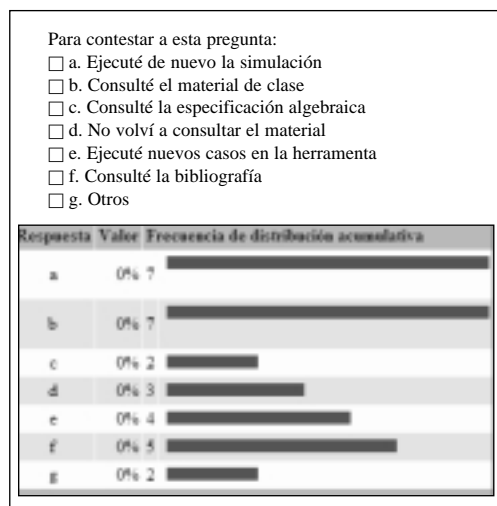 Para contestar a esta pregunta:
□ a. Ejecuté de nuevo la simulación
□ b. Consulté el material de clase
□ c. Consulté la especificación algebraica
□ d. No volví a consultar el material
□ e. Ejecuté nuevos casos en la herramenta
□ f. Consulté la bibliografía
□ g. Otros
Respuesta Valor Frecuencia de distribución acumulativa
a 0% 7
b 0% 7
c 0% 2
d 0% 3
e 0% 4
f 0% 5
g 0% 2